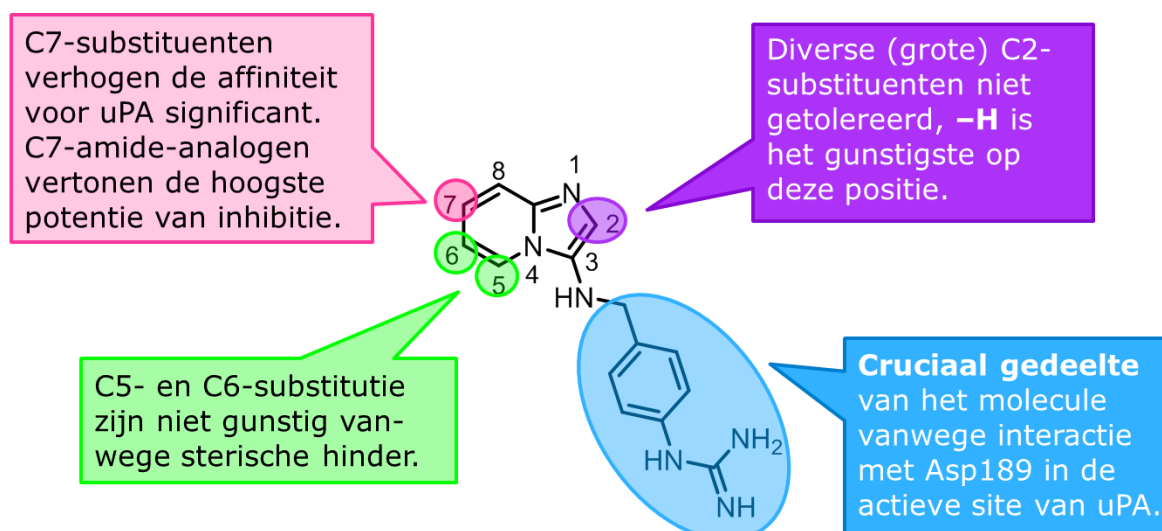 C7-substituenten
verhogen de affiniteit
voor uPA significant.
C7-amide-analogen
vertonen de hoogste
potentie van inhibitie.
Diverse (grote) C2-
substituenten niet
getolereerd, –H is
het gunstigste op
deze positie.
8
1
N
7
2
N
6
4
3
5
HN
C5- en C6-substitutie
zijn niet gunstig van-
wege sterische hinder.
Cruciaal gedeelte
van het molecule
vanwege interactie
met Asp189 in de
actieve site van uPA.
NH2
HN
NH